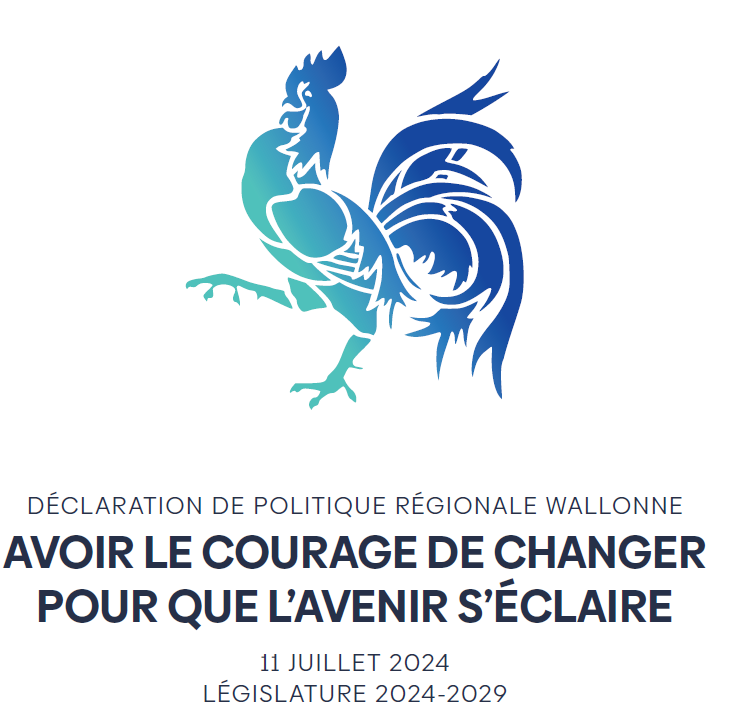 DÉCLARATION DE POLITIQUE RÉGIONALE WALLONNE
AVOIR LE COURAGE DE CHANGER
POUR QUE L’AVENIR S’ÉCLAIRE
11 JUILLET 2024
LÉGISLATURE 2024-2029